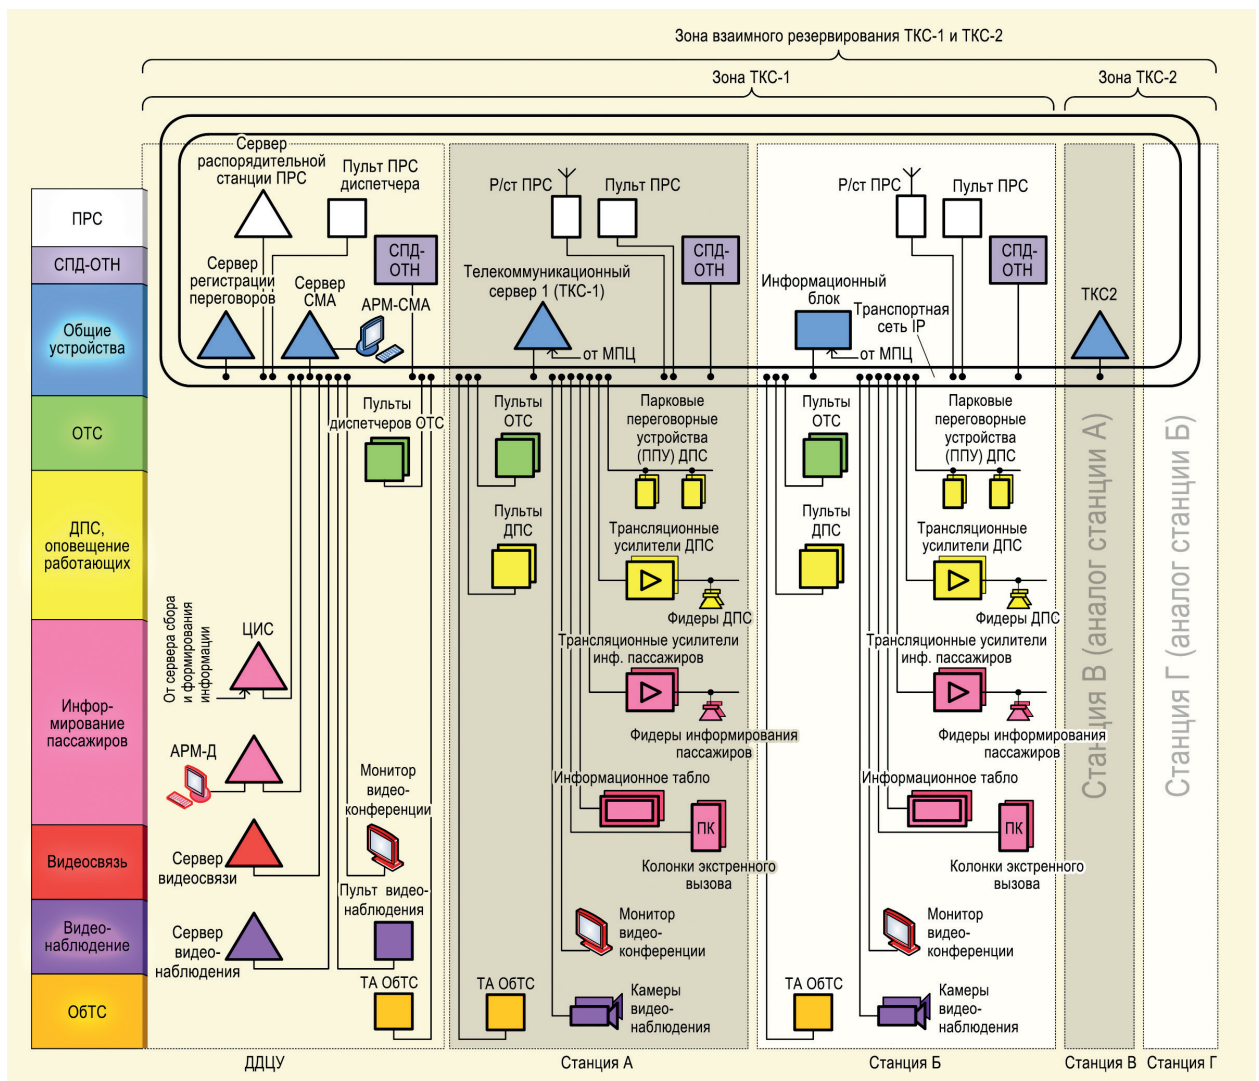 Зона взаимного резервирования ТКС-1 и ТКС-2
Зона ТКС-1
Зона ТКС-2
ПРС
СПД-ОТН
Общие
устройства
ОТС
ДПС,
оповещение
работающих
Инфор-
мирование
пассажиров
Видеосвязь
Видео-
наблюдение
ОбТС
Сервер
распорядительной
станции ПРС
Пульт ПРС
диспетчера
СПД-
ОТН
Сервер
регистрации
переговоров
Сервер
СМА
АРМ-СМА
Пульты
диспетчеров ОТС
От сервера сбора
и формирования
информации
ЦИС
АРМ-Д
Монитор
видео-
конференции
Сервер
видеосвязи
Пульт видео-
наблюдения
Сервер
видео-
наблюдения
ТА ОбТС
ДДЦУ
Р/ст ПРС
Пульт ПРС
СПД-
ОТН
Телекоммуникационный
сервер 1 (ТКС-1)
от МПЦ
Пульты
ОТС
Парковые
переговорные
устройства
(ППУ) ДПС
Пульты
ДПС
Трансляционные
усилители ДПС
Фидеры ДПС
Трансляционные усилители
инф. пассажиров
Фидеры информирования
пассажиров
Информационное табло
ПК
Колонки экстренного
вызова
Монитор
видео-
конференции
ТА ОбТС
Камеры
видео-
наблюдения
Станция А
Р/ст ПРС
Пульт ПРС
СПД-
ОТН
Информационный
блок
Транспортная
сеть IP
от МПЦ
Пульты
ОТС
Парковые
переговорные
устройства
(ППУ) ДПС
Пульты
ДПС
Трансляционные
усилители ДПС
Фидеры ДПС
Трансляционные усилители
инф. пассажиров
Фидеры информирования
пассажиров
Информационное табло
ПК
Колонки экстренного
вызова
Монитор
видео-
конференции
ТА ОбТС
Камеры
видео-
наблюдения
Станция Б
ТКС2
Станция В (аналог станции А)
Станция В
Станция Г (аналог станции Б)
Станция Г